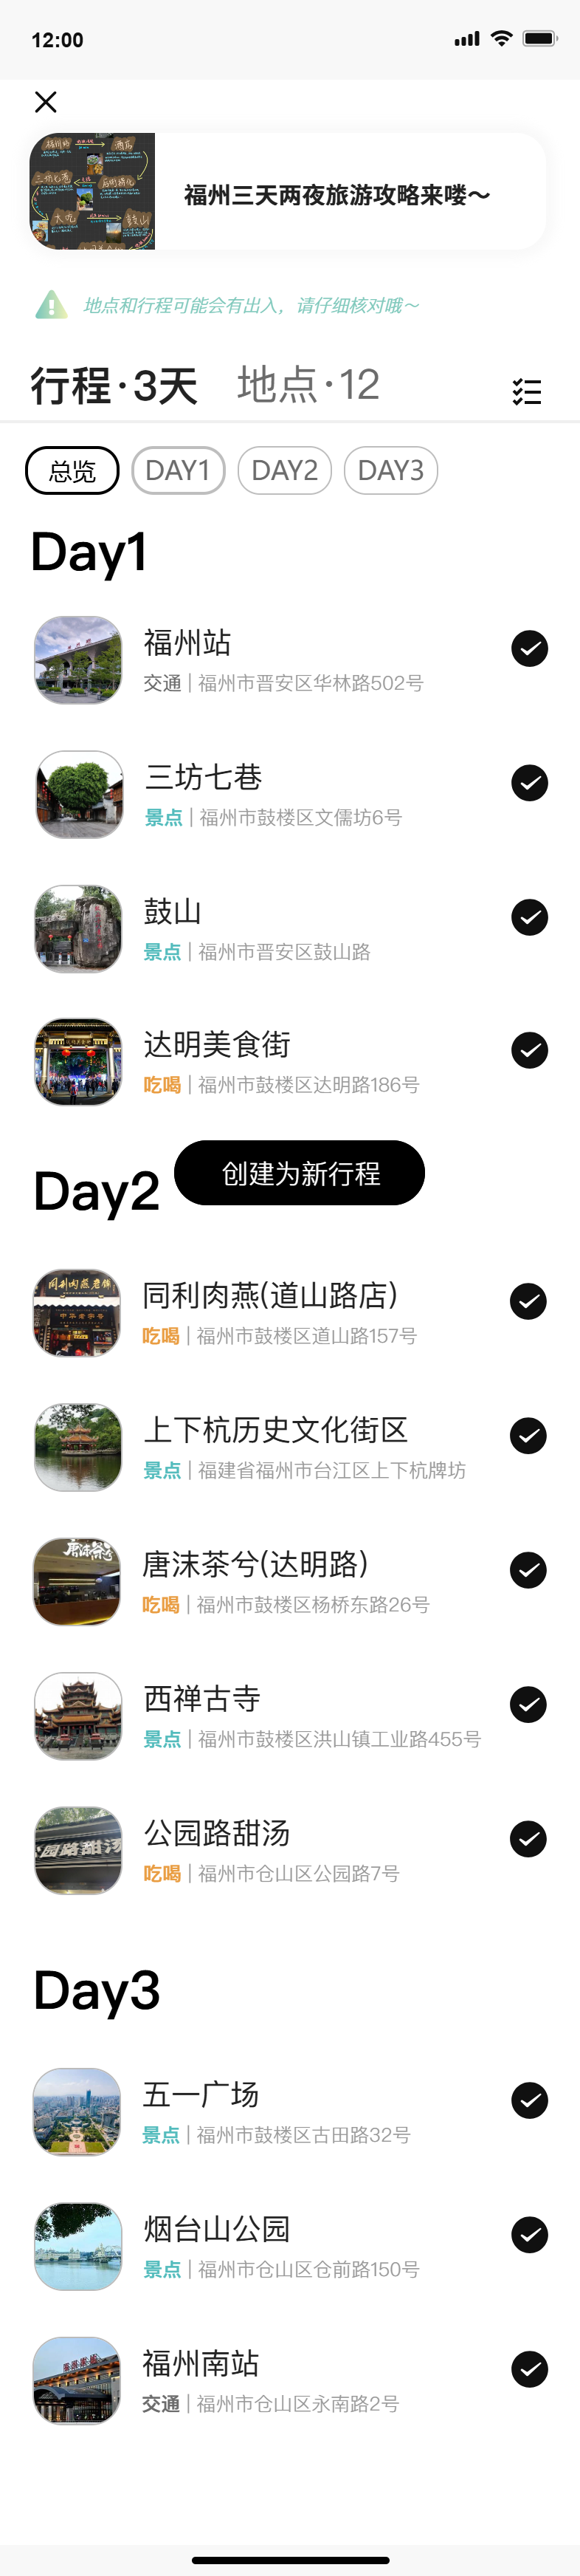 12:00
福州三天两夜旅游攻略来喽～
地点和行程可能会有出入，请仔细核对哦～
行程·3天 地点·12
总览 DAY1 DAY2 DAY3
Day1
福州站
交通 | 福州市晋安区华林路502号
三坊七巷
景点 | 福州市鼓楼区文儒坊6号
鼓山
景点 | 福州市晋安区鼓山路
达明美食街
吃喝 | 福州市鼓楼区达明路186号
Day2
创建为新行程
同利肉燕老铺
同利肉燕(道山路店)
吃喝 | 福州市鼓楼区道山路157号
上下杭历史文化街区
景点 | 福建省福州市台江区上下杭牌坊
唐沫茶兮(达明路)
吃喝 | 福州市鼓楼区杨桥东路26号
西禅古寺
景点 | 福州市鼓楼区洪山镇工业路455号
园路甜汤
公园路甜汤
吃喝 | 福州市仓山区公园路7号
Day3
五一广场
景点 | 福州市鼓楼区古田路32号
烟台山公园
景点 | 福州市仓山区仓前路150号
福州南站
交通 | 福州市仓山区永南路2号